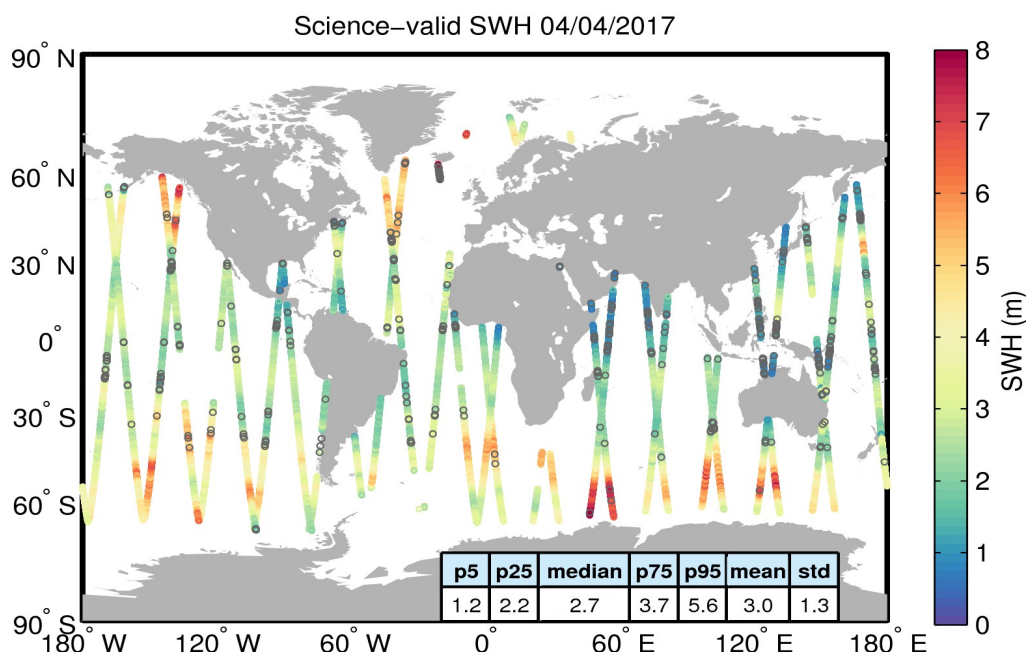 Science−valid SWH 04/04/2017
90° N
60° N
30° N
0°
30° S
60° S
90° S
180° W
120° W
60° W
0°
60° E
120° E
180° E
p5 p25 median p75 p95 mean std
1.2 2.2 2.7 3.7 5.6 3.0 1.3
8
7
6
5
4
3
2
1
0
SWH (m)